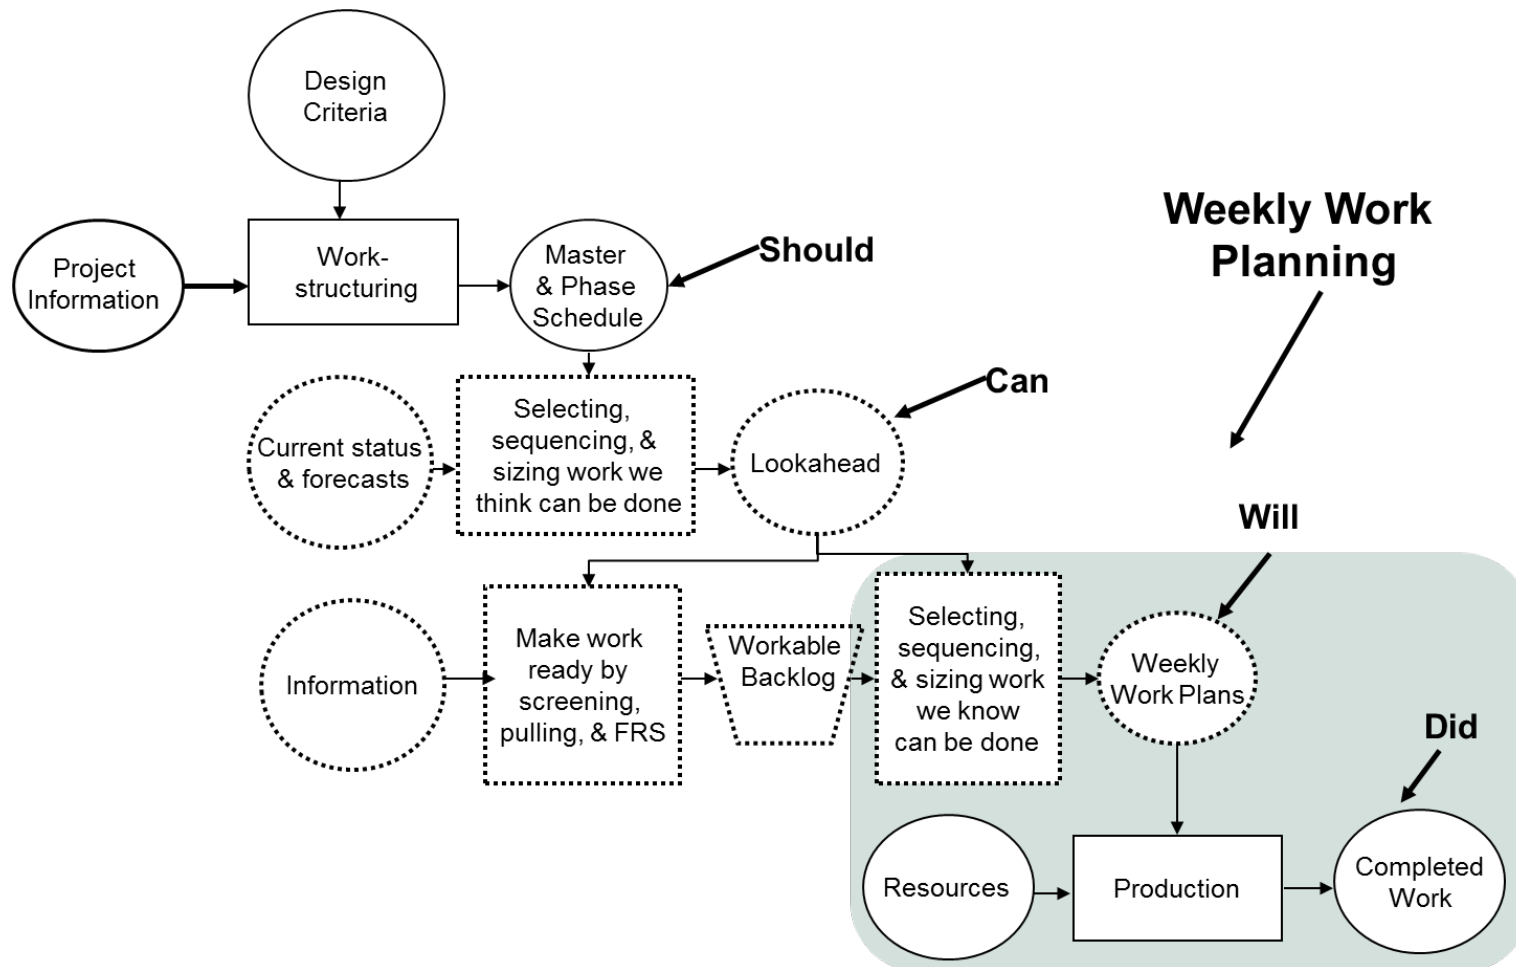 Design
Criteria
Weekly Work
Planning
Project
Information
Work-
structuring
Master
& Phase
Schedule
Should
Can
Current status
& forecasts
Selecting,
sequencing, &
sizing work we
think can be done
Lookahead
Will
Information
Make work
ready by
screening,
pulling, & FRS
Workable
Backlog
Selecting,
sequencing,
& sizing work
we know
can be done
Weekly
Work Plans
Did
Resources
Production
Completed
Work